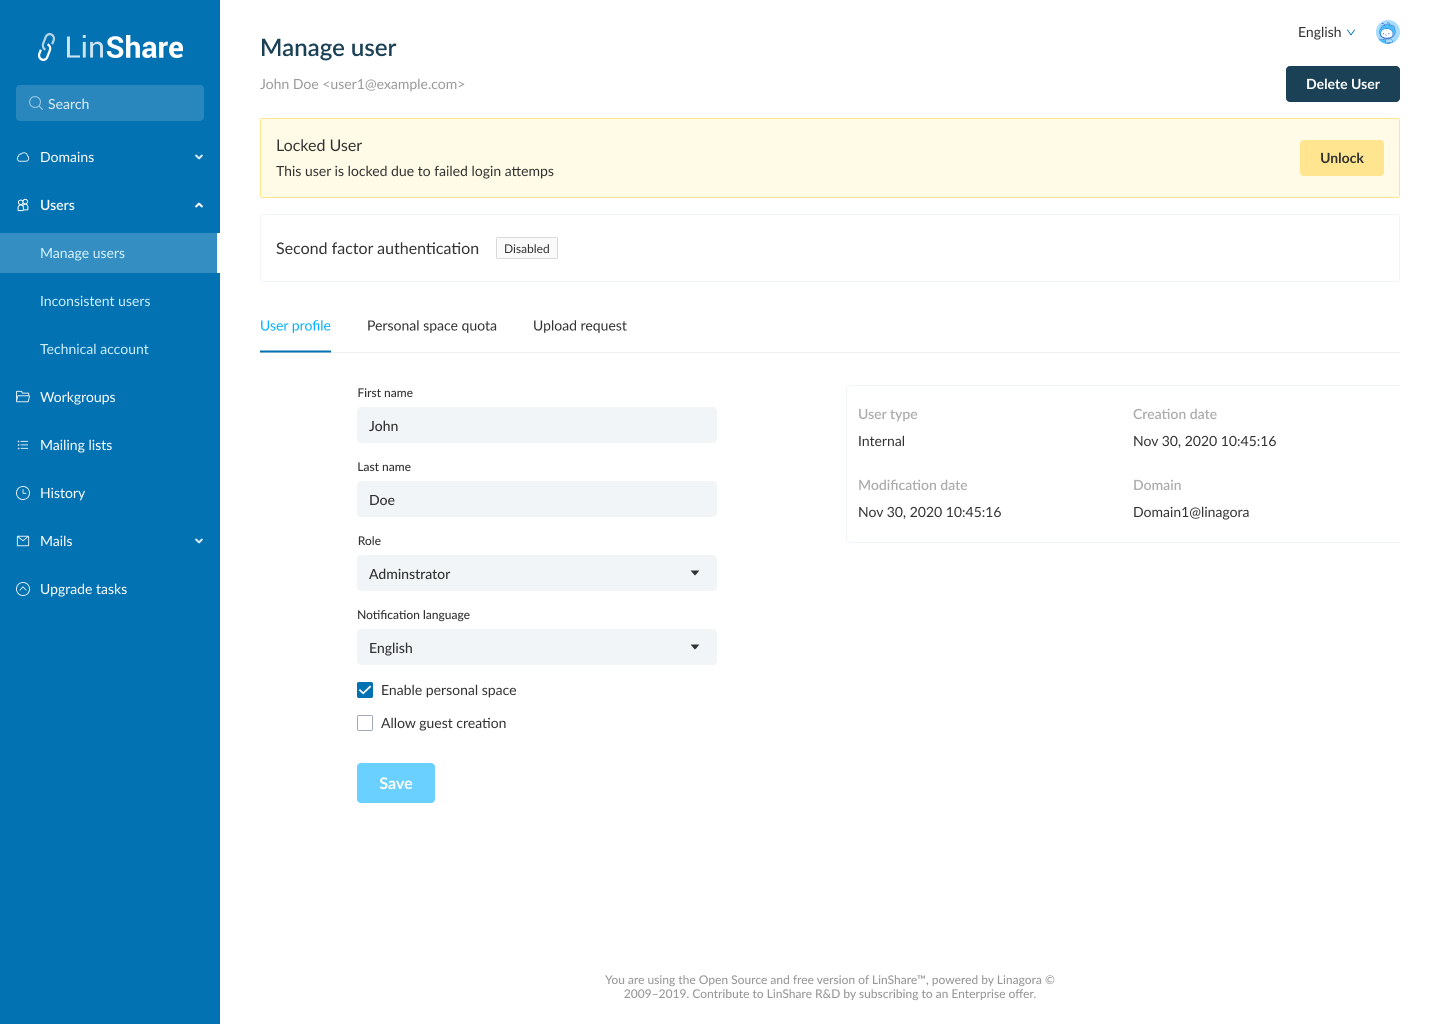 LinShare
Search
Domains
Users
Manage users
Inconsistent users
Technical account
Workgroups
Mailing lists
History
Mails
Upgrade tasks
English
Manage user
John Doe <user1@example.com>
Delete User
Locked User
This user is locked due to failed login attemps
Unlock
Second factor authentication
Disabled
User profile
Personal space quota
Upload request
First name
John
Last name
Doe
Role
Adminstrator
Notification language
English
Enable personal space
Allow guest creation
Save
User type
Creation date
Internal
Nov 30, 2020 10:45:16
Modification date
Domain
Nov 30, 2020 10:45:16
Domain1@linagora
You are using the Open Source and free version of LinShare™, powered by Linagora ©
2009–2019. Contribute to LinShare R&D by subscribing to an Enterprise offer.